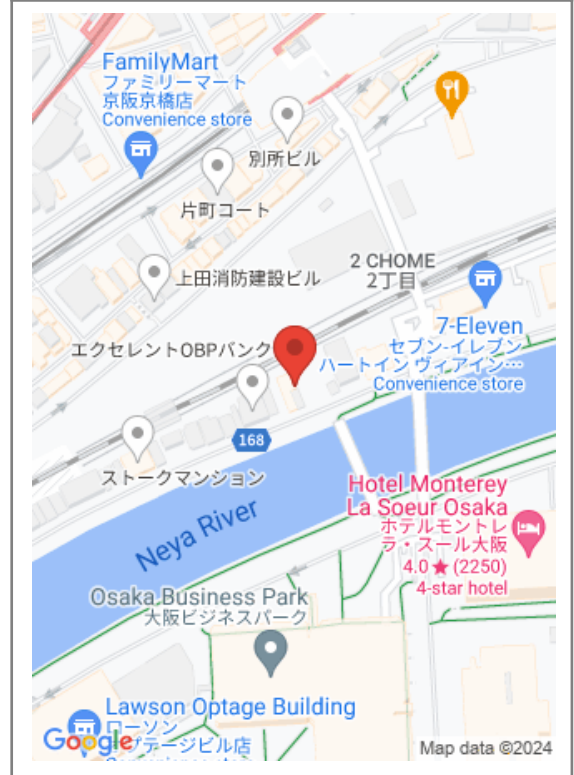 FamilyMart
ファミリーマート
京阪京橋店
Convenience store
別所ビル
片町コート
上田消防建設ビル
2 CHOME
2丁目
7-Eleven
セブン-イレブン
ハートイン ヴィアイン…
Convenience store
エクセレントOBPバンク
168
ストークマンション
Neya River
Hotel Monterey
La Soeur Osaka
ホテルモントレ
ラ・スール大阪
4.0★(2250)
4-star hotel
Osaka Business Park
大阪ビジネスパーク
Lawson Optage Building
ローソン
プテージビル店
Google
Map data ©2024